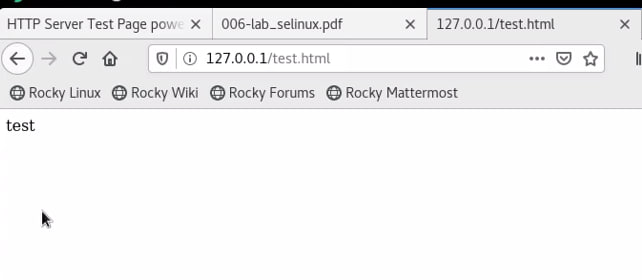 HTTP Server Test Page powe
006-lab_selinux.pdf
127.0.0.1/test.html
127.0.0.1/test.html
Rocky Linux Rocky Wiki Rocky Forums Rocky Mattermost
test